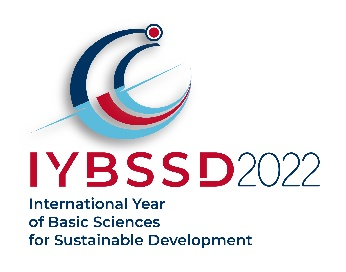 IYBSSD2022
International Year
of Basic Sciences
for Sustainable Development